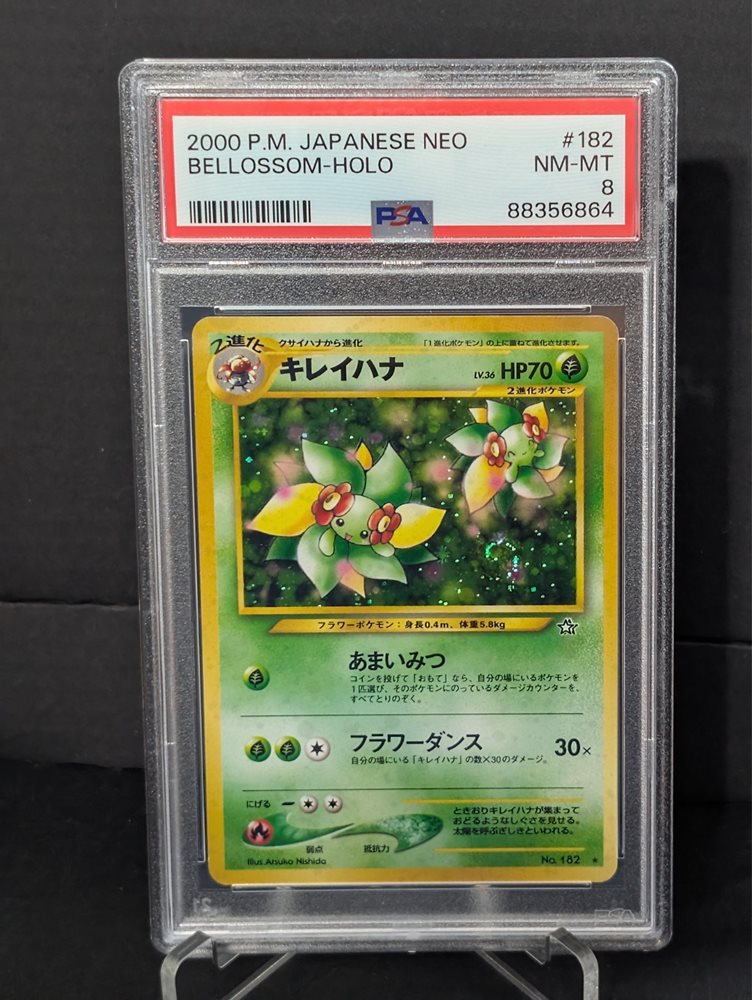 2000 P.M. JAPANESE NEO #182
BELLOSSOM-HOLO NM-MT
8
PSA 88356864
2進化 クサイハナから進化 「1進化ポケモン」の上に重ねて進化させます。
キレイハナ LV.36 HP70
2進化ポケモン
フラワーポケモン：身長0.4m、体重5.8kg
あまいみつ
コインを投げて「おもて」なら、自分の場にいるポケモンを
1匹選び、そのポケモンにのっているダメージカウンターを、
すべてとりのぞく。
フラワーダンス 30×
自分の場にいる「キレイハナ」の数×30のダメージ。
にげる
ときおりキレイハナが集まって
おどるようなしぐさを見せる。
太陽を呼ぶぎしきといわれる。
弱点 抵抗力
Illus. Atsuko Nishida No. 182 ★
PSA